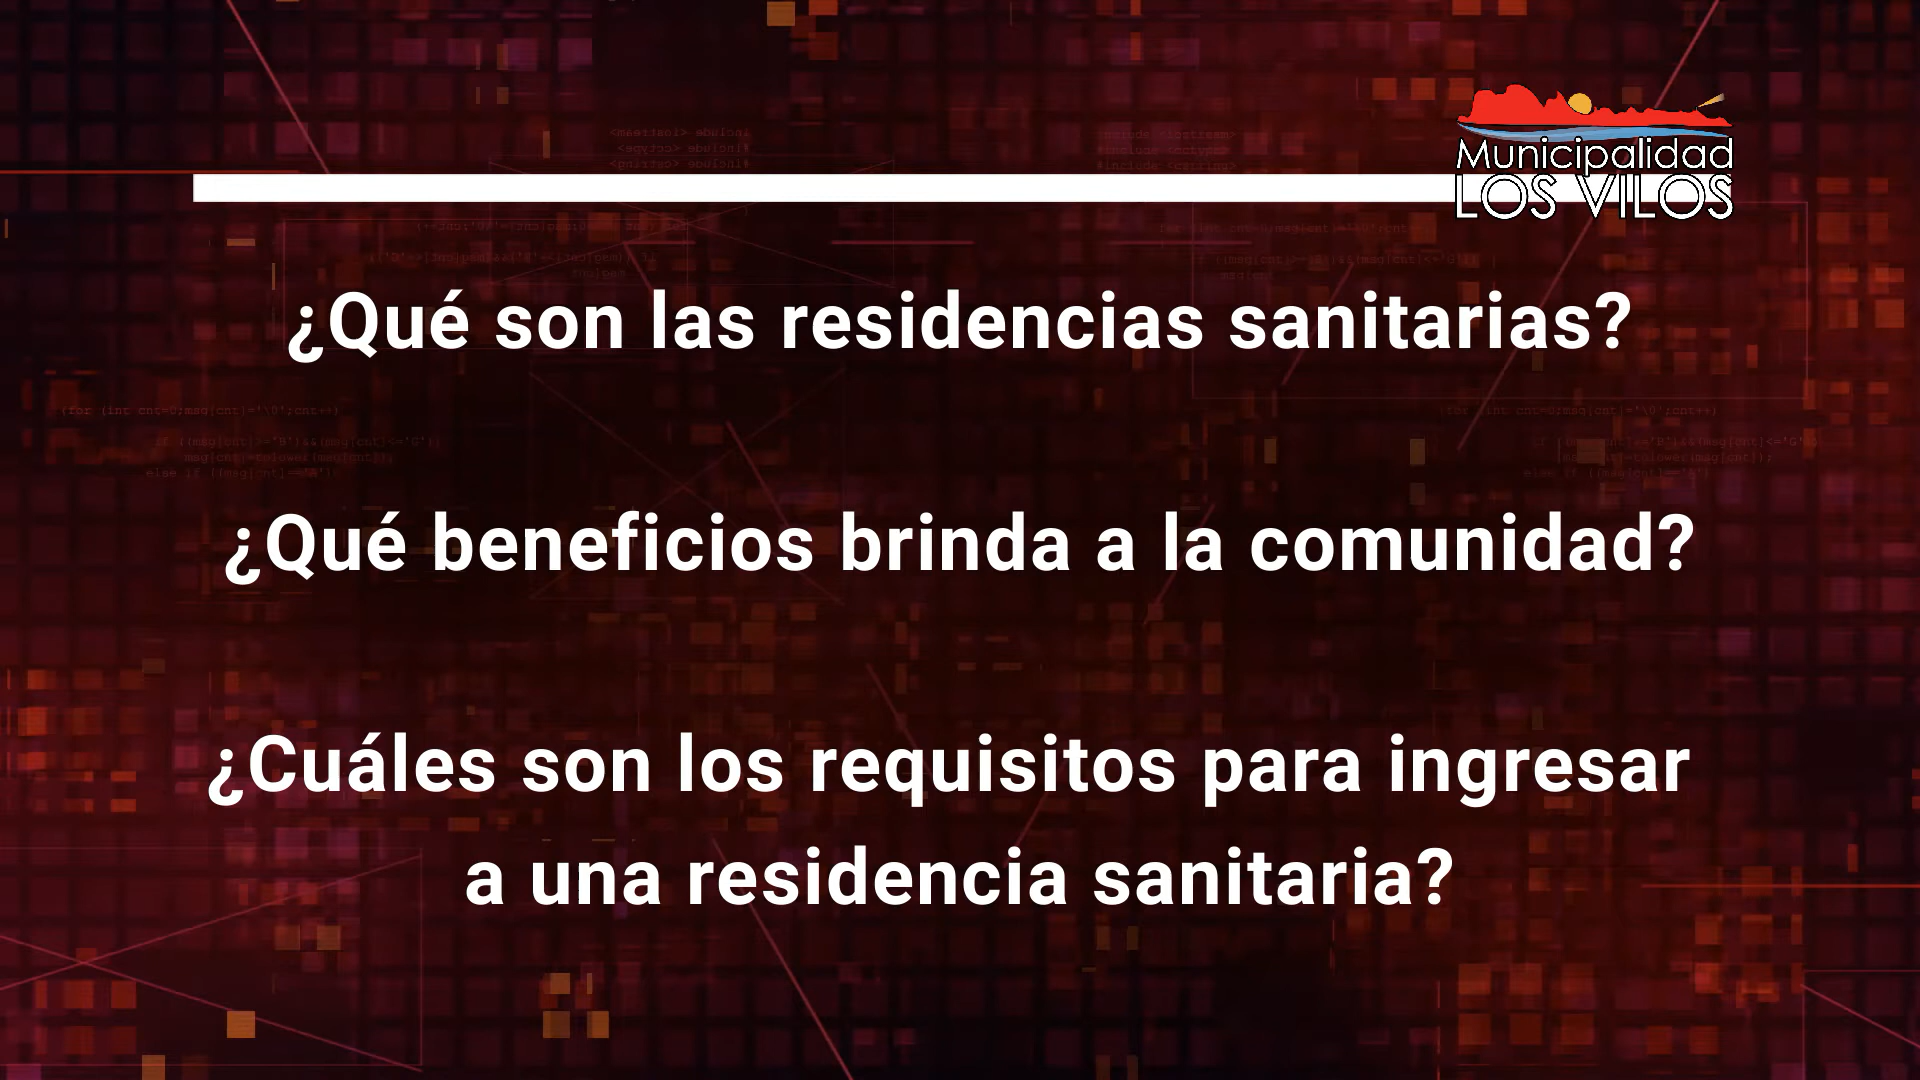 Municipalidad
LOS VILOS
¿Qué son las residencias sanitarias?
¿Qué beneficios brinda a la comunidad?
¿Cuáles son los requisitos para ingresar
a una residencia sanitaria?